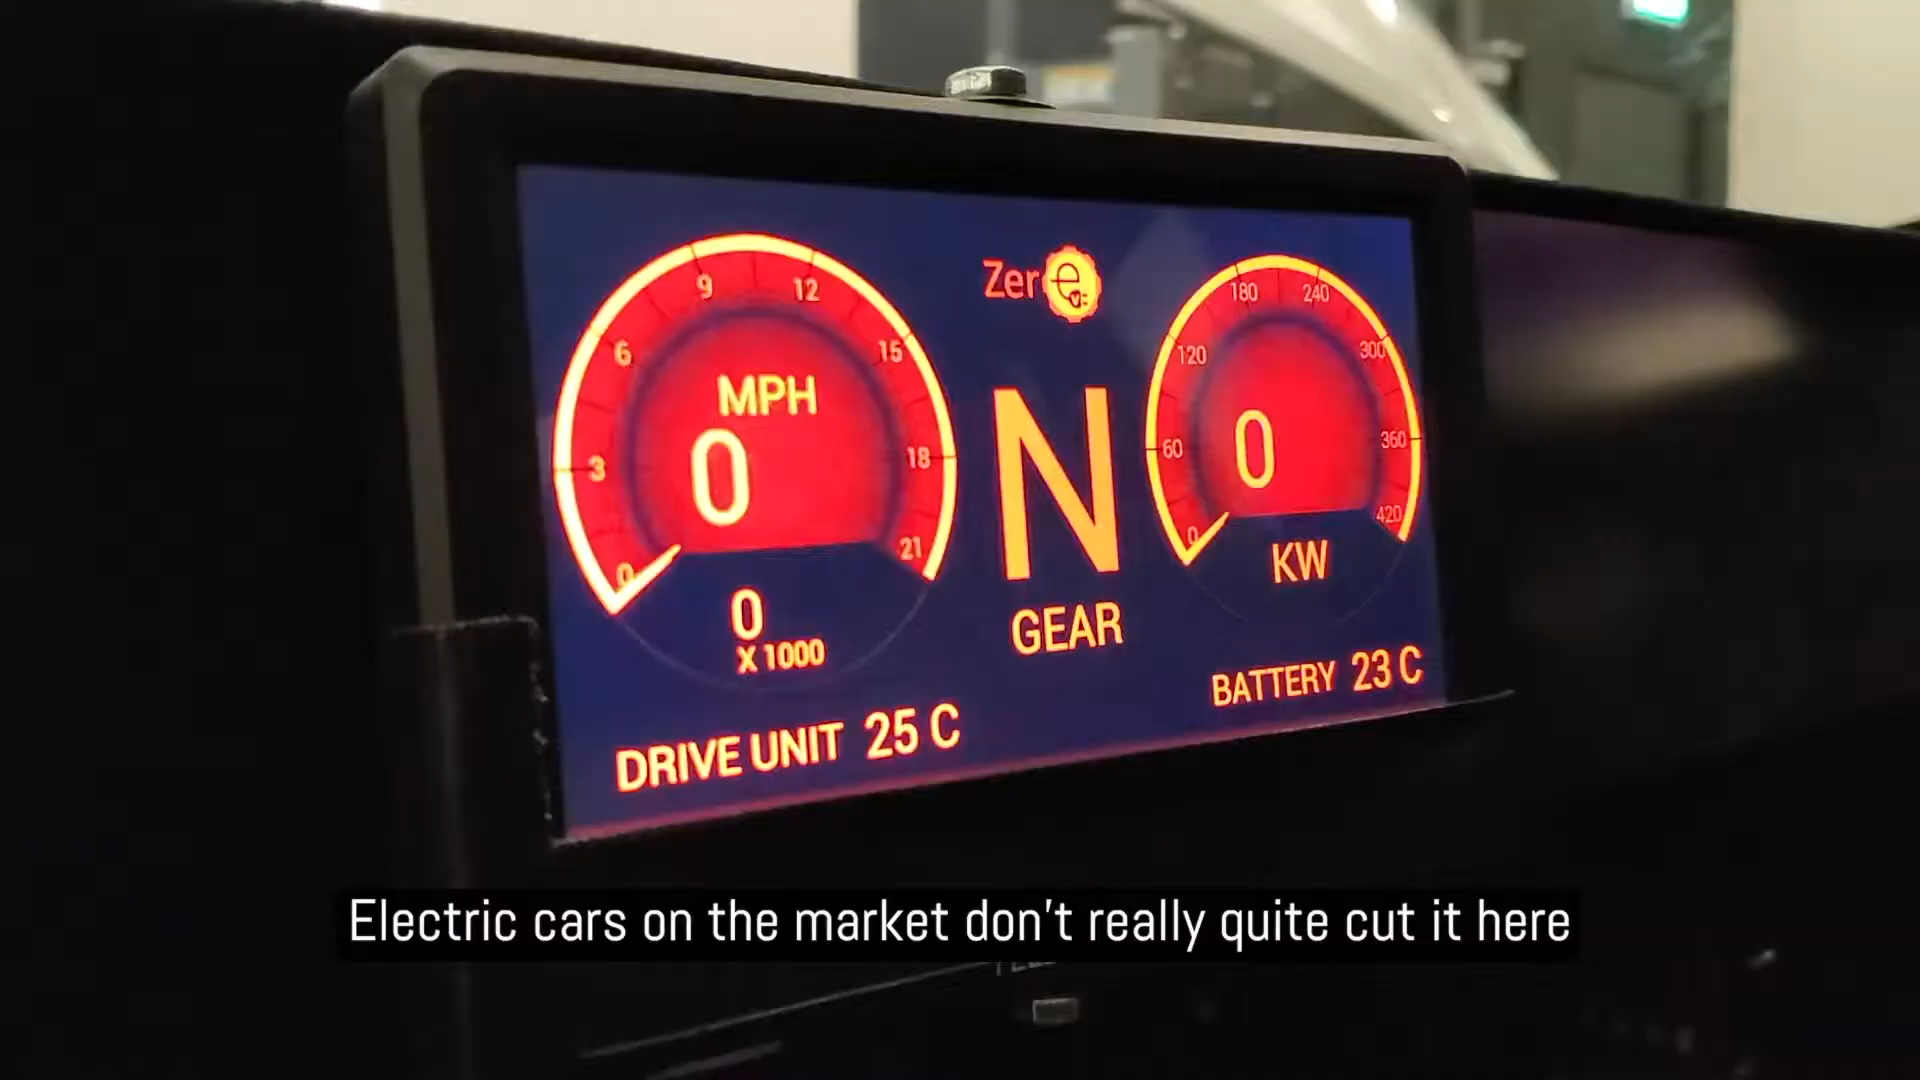 Zere
9
12
6
15
MPH
0
3
18
0
21
0
X 1000
N
GEAR
180
240
120
300
0
60
360
0
420
KW
DRIVE UNIT 25 C
BATTERY 23 C
Electric cars on the market don't really quite cut it here